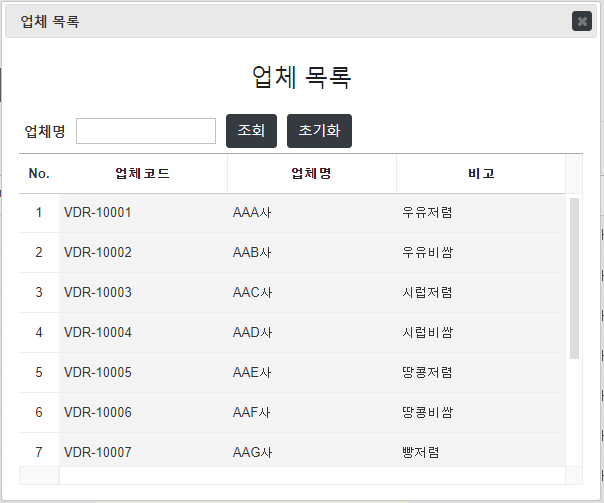 업체 목록
업체 목록
업체명 조회 초기화
No. 업체코드 업체명 비고
1 VDR-10001 AAA사 우유저렴
2 VDR-10002 AAB사 우유비쌈
3 VDR-10003 AAC사 시럽저렴
4 VDR-10004 AAD사 시럽비쌈
5 VDR-10005 AAE사 땅콩저렴
6 VDR-10006 AAF사 땅콩비쌈
7 VDR-10007 AAG사 빵저렴